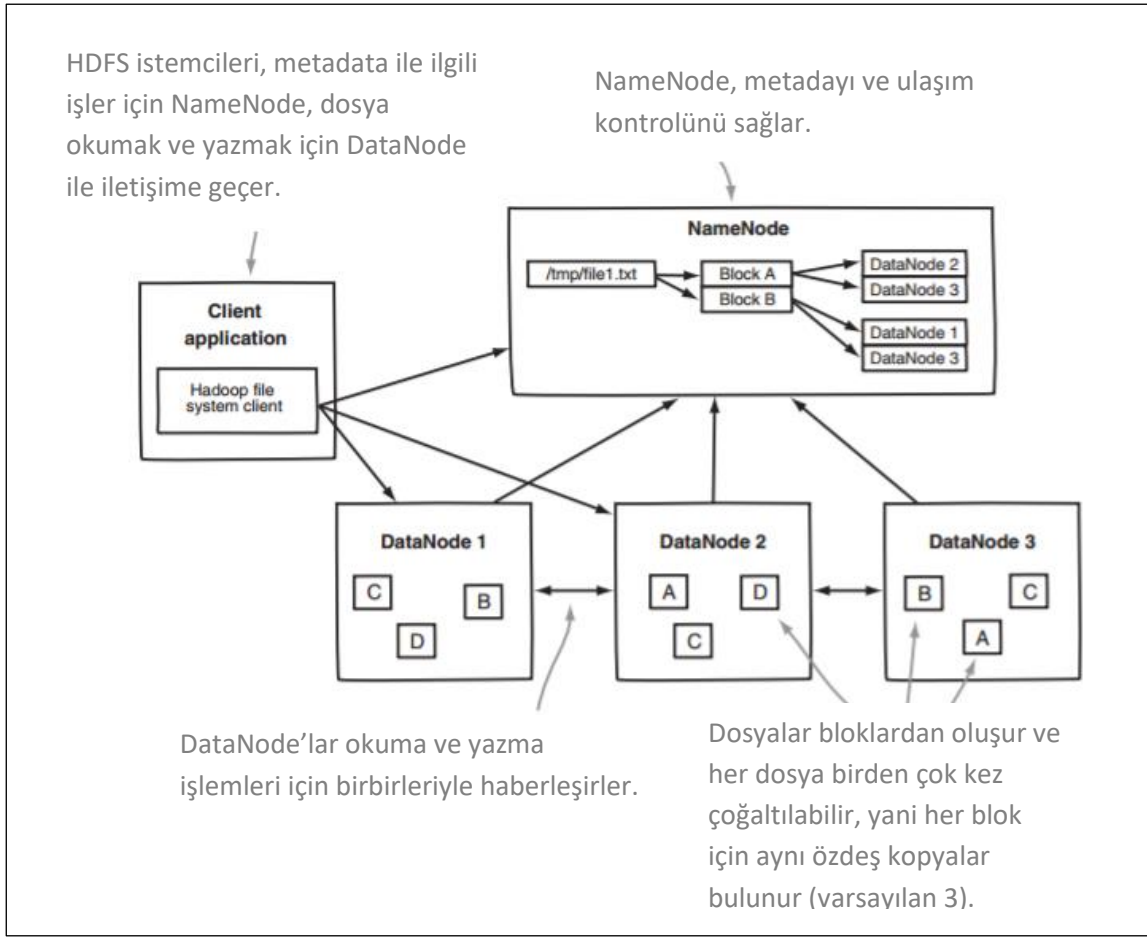 HDFS istemcileri, metadata ile ilgili
işler için NameNode, dosya
okumak ve yazmak için DataNode
ile iletişime geçer.
NameNode, metadayı ve ulaşım
kontrolünü sağlar.
NameNode
/tmp/file1.txt
Block A
Block B
DataNode 2
DataNode 3
DataNode 1
DataNode 3
Client
application
Hadoop file
system client
DataNode 1
C
B
D
DataNode 2
A
D
C
DataNode 3
B
C
A
DataNode’lar okuma ve yazma
işlemleri için birbirleriyle haberleşirler.
Dosyalar bloklardan oluşur ve
her dosya birden çok kez
çoğaltılabilir, yani her blok
için aynı özdeş kopyalar
bulunur (varsayılan 3).